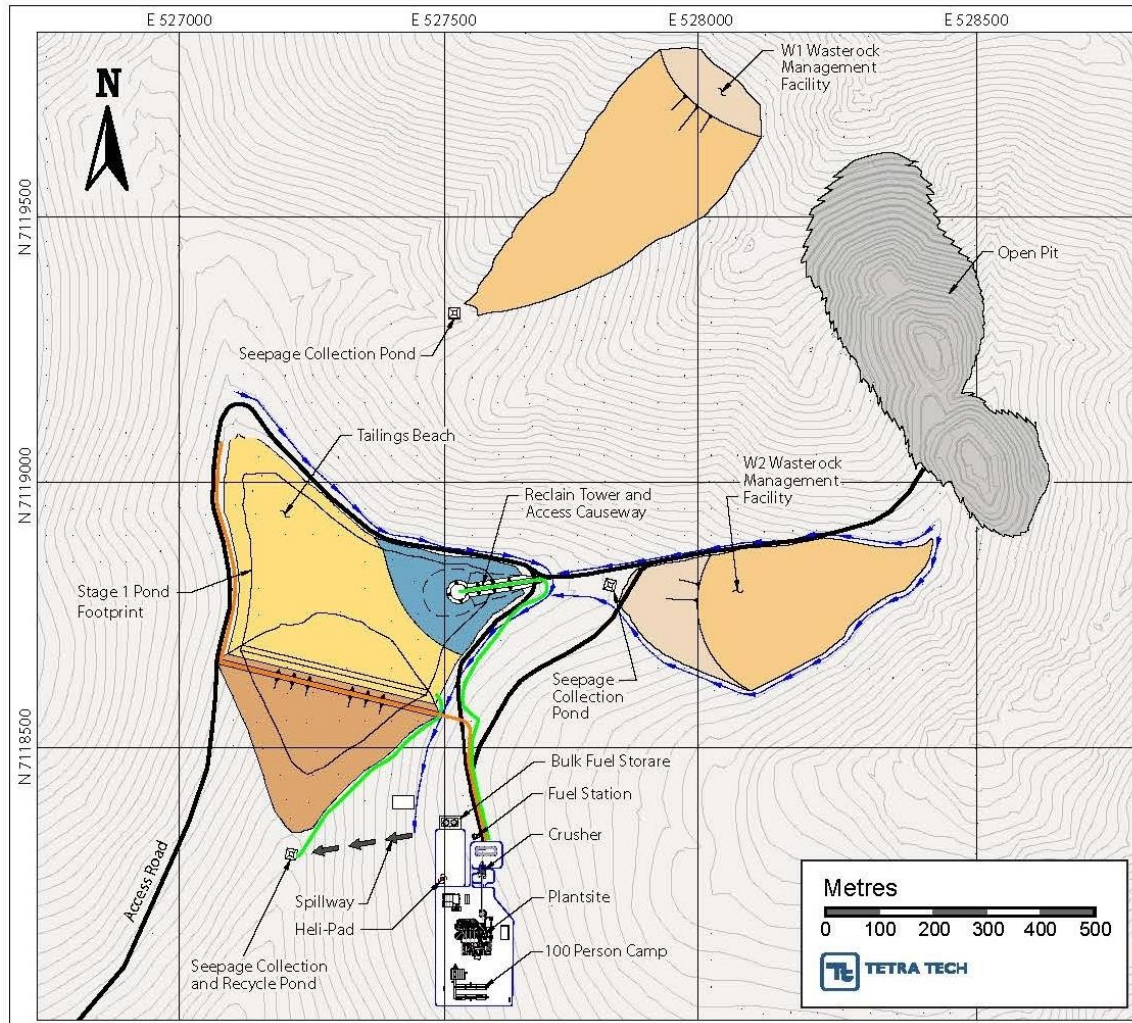 E 527000
E 527500
E 528000
E 528500
N
W1 Wasterock
Management
Facility
N 7119500
Open Pit
Seepage Collection Pond
Tailings Beach
W2 Wasterock
Management
Facility
N 7119000
Reclain Tower and
Access Causeway
Stage 1 Pond
Footprint
Seepage
Collection
Pond
N 7118500
Bulk Fuel Storare
Fuel Station
Crusher
Access Road
Spillway
Heli-Pad
Plantsite
100 Person Camp
Seepage Collection
and Recycle Pond
Metres
0 100 200 300 400 500
Tt TETRA TECH